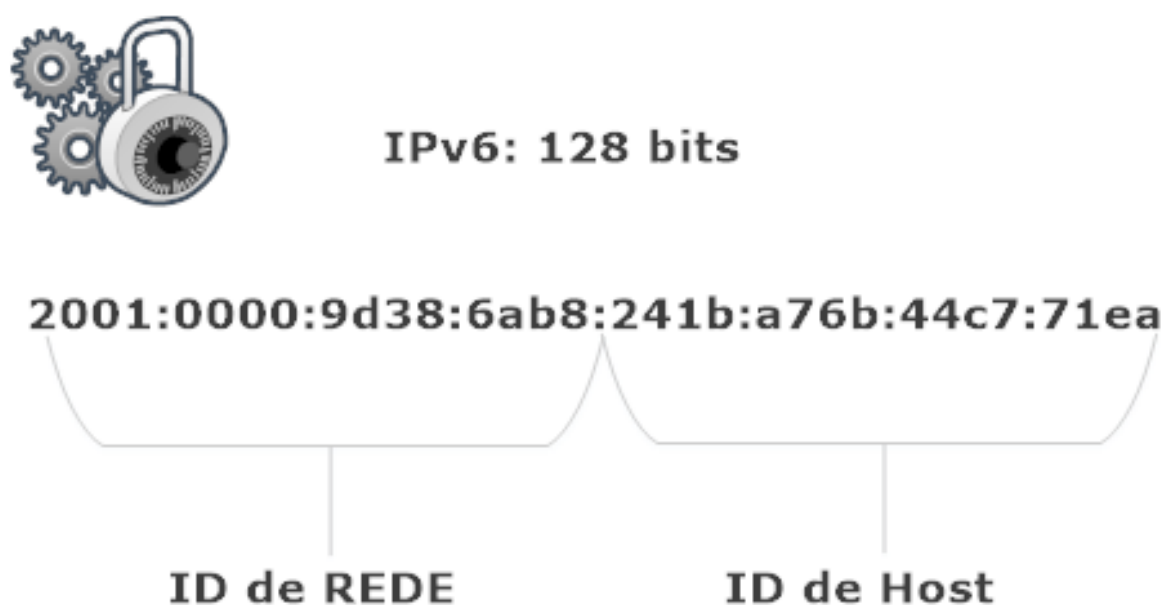 IPv6: 128 bits
2001:0000:9d38:6ab8:241b:a76b:44c7:71ea
ID de REDE
ID de Host